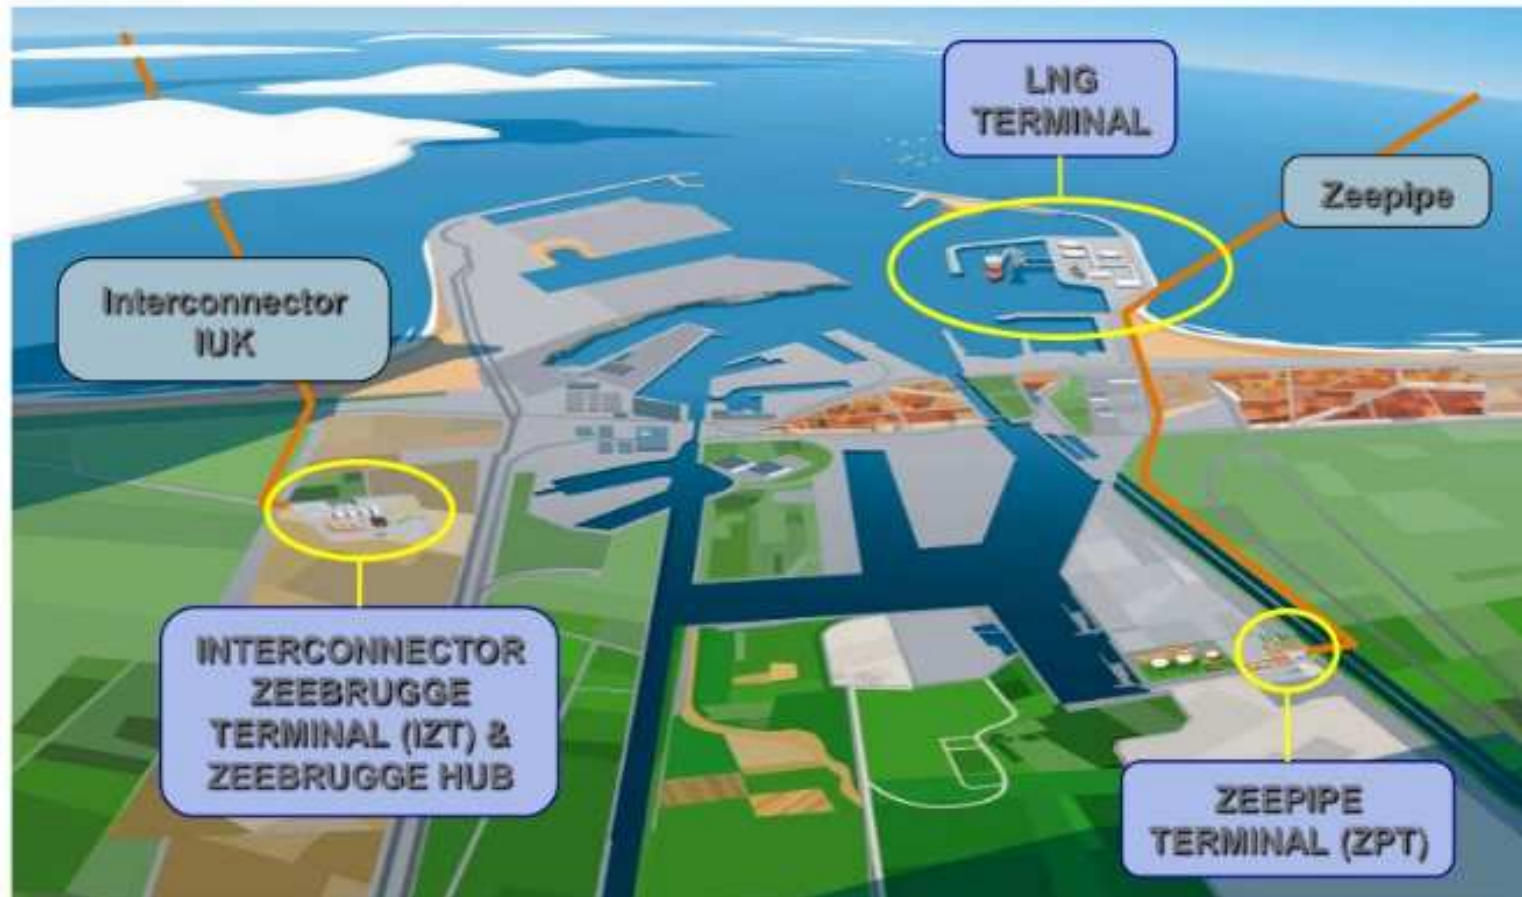 LNG
TERMINAL
Zeepipe
Interconnector
IUK
INTERCONNECTOR
ZEEBRUGGE
TERMINAL (IZT) &
ZEEBRUGGE HUB
ZEEPIPE
TERMINAL (ZPT)